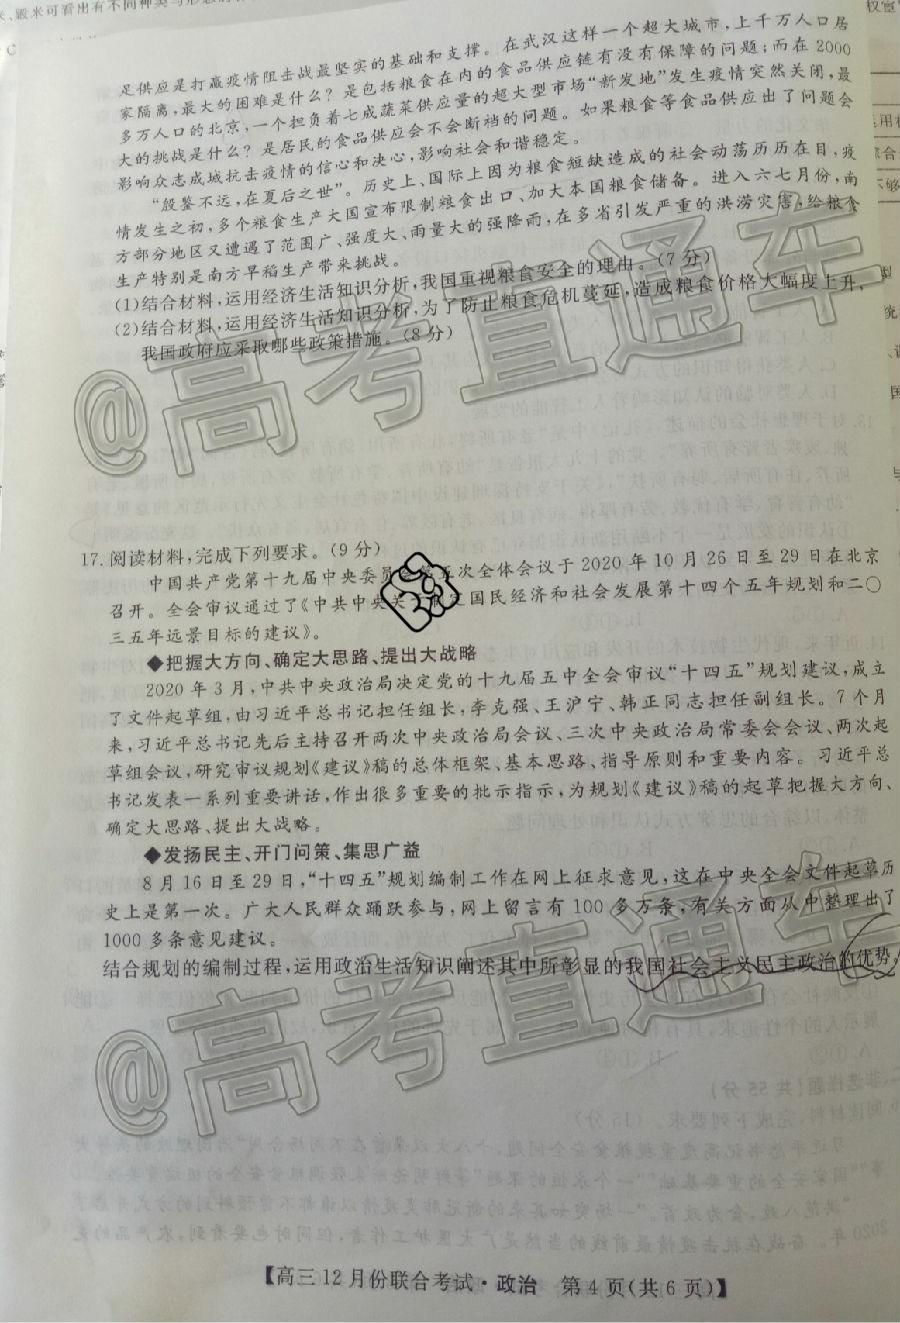 足供应是打赢疫情阻击战最坚实的基础和支撑。在武汉这样一个超大城市,上千万人口居
家隔离,最大的困难是什么?是包括粮食在内的食品供应链有没有保障的问题;而在2000
多万人口的北京,一个担负着七成蔬菜供应量的超大型市场“新发地”发生疫情突然关闭,最
大的挑战是什么?是居民的食品供应会不会断裆的问题。如果粮食等食品供应出了问题会
影响众志成城抗击疫情的信心和决心,影响社会和谐稳定。
“殷鉴不远,在夏后之世”。历史上、国际上因为粮食短缺造成的社会动荡历历在目,疫
情发生之初,多个粮食生产大国宣布限制粮食出口、加大本国粮食储备。进入六七月份,南
方部分地区又遭遇了范围广、强度大、雨量大的强降雨,在多省引发严重的洪涝灾害,给粮食
生产特别是南方早稻生产带来挑战。
(1)结合材料,运用经济生活知识分析,我国重视粮食安全的理由。(7分)
(2)结合材料,运用经济生活知识分析,为了防止粮食危机蔓延,造成粮食价格大幅度上升,
我国政府应采取哪些政策措施。(8分)
17.阅读材料,完成下列要求。(9分)
中国共产党第十九届中央委员会第五次全体会议于2020年10月26日至29日在北京
召开。全会审议通过了《中共中央关 制定国民经济和社会发展第十四个五年规划和二〇
三五年远景目标的建议》。
◆把握大方向、确定大思路、提出大战略
2020年3月,中共中央政治局决定党的十九届五中全会审议“十四五”规划建议,成立
了文件起草组,由习近平总书记担任组长,李克强、王沪宁、韩正同志担任副组长。7个月
来,习近平总书记先后主持召开两次中央政治局会议、三次中央政治局常委会会议、两次起
草组会议,研究审议规划《建议》稿的总体框架、基本思路、指导原则和重要内容。习近平总
书记发表一系列重要讲话,作出很多重要的批示指示,为规划《建议》稿的起草把握大方向、
确定大思路、提出大战略。
◆发扬民主、开门问策、集思广益
8月16日至29日,“十四五”规划编制工作在网上征求意见,这在中央全会文件起草历
史上是第一次。广大人民群众踊跃参与,网上留言有100多万条,有关方面从中整理出了
1000多条意见建议。
结合规划的编制过程,运用政治生活知识阐述其中所彰显的我国社会主义民主政治的优势。
@高考直通车
@高考直通车
【高三12月份联合考试·政治 第4页(共6页)】